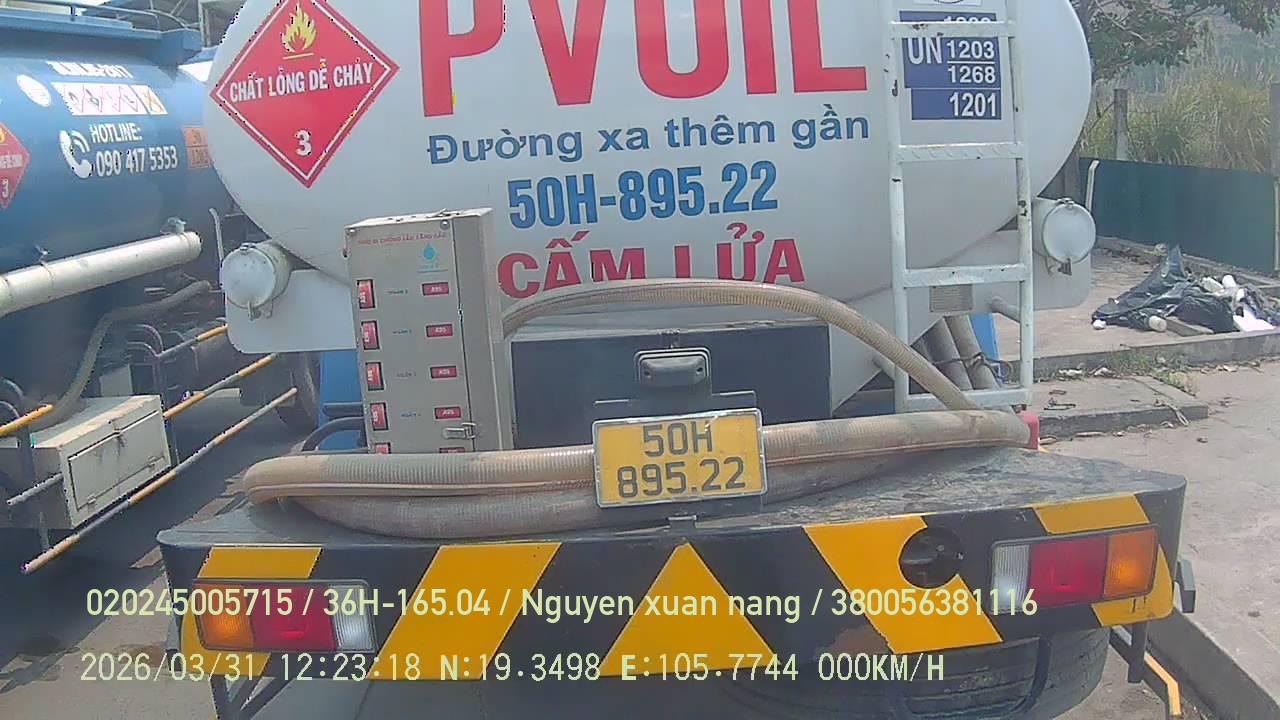 PVOIL
CHẤT LỎNG DỄ CHÁY
3
Đường xa thêm gần
50H-895.22
CẤM LỬA
UN 1203
1268
1201
HOTLINE:
090 417 5353
3
50H
895.22
020245005715 / 36H-165.04 / Nguyen xuan nang / 380056381116
2026/03/31 12:23:18 N:19.3498 E:105.7744 000KM/H